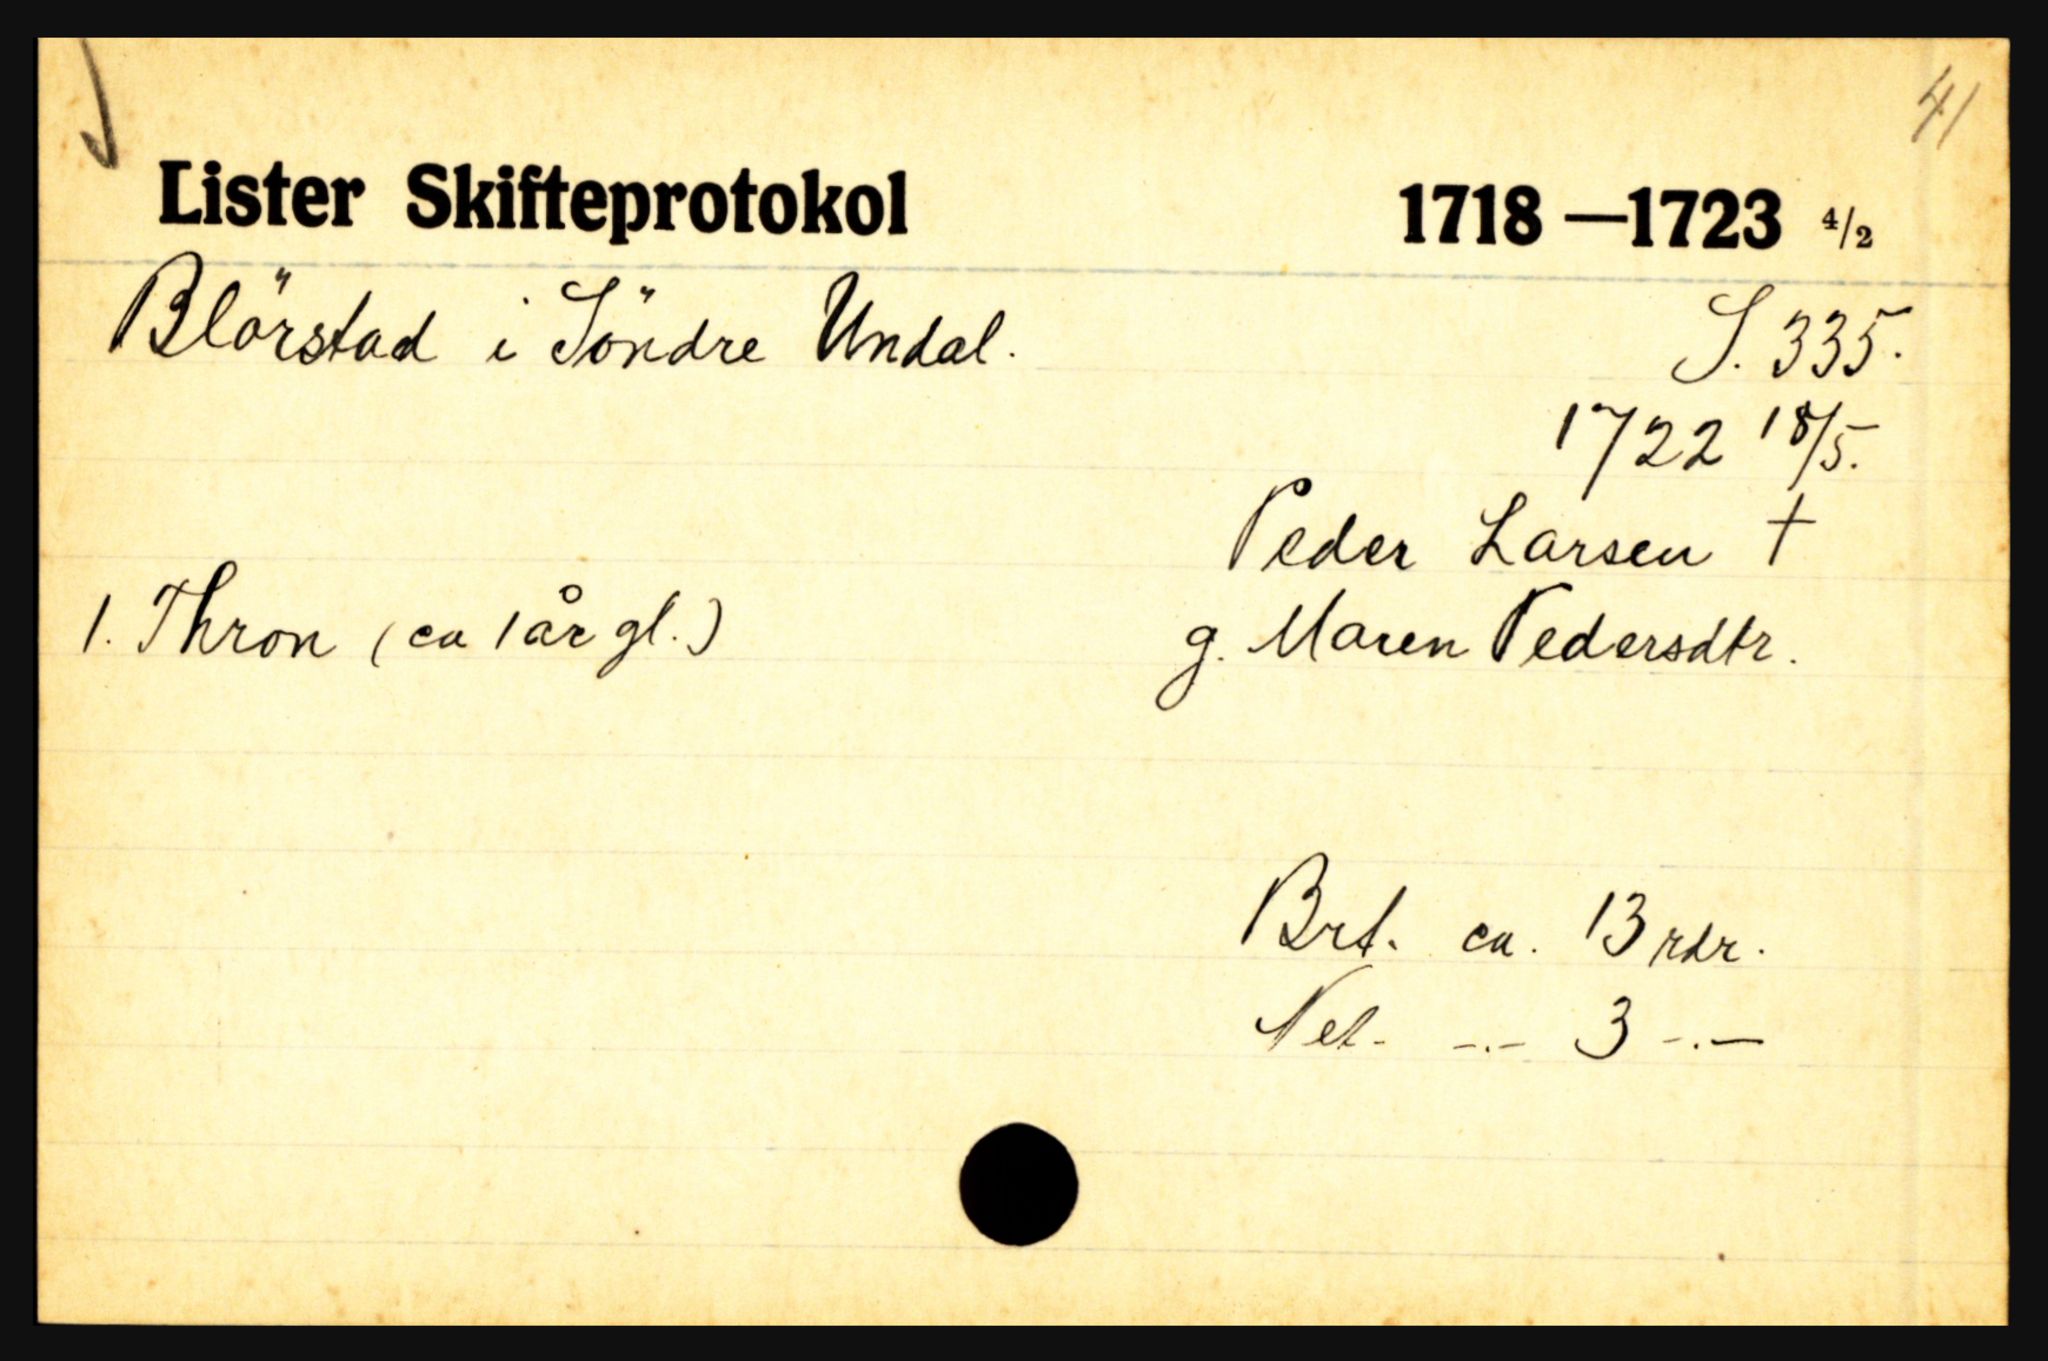 41
Lister Skifteprotokol 1718—1723 4/2
Blörstad i Söndre Undal. S. 335.
1722 18/5.
Peder Larsen †
1. Thron (ca 1 år gl.) g. Maren Pedersdtr.
Brt. ca. 13 rdr.
Net. -.- 3 -.-